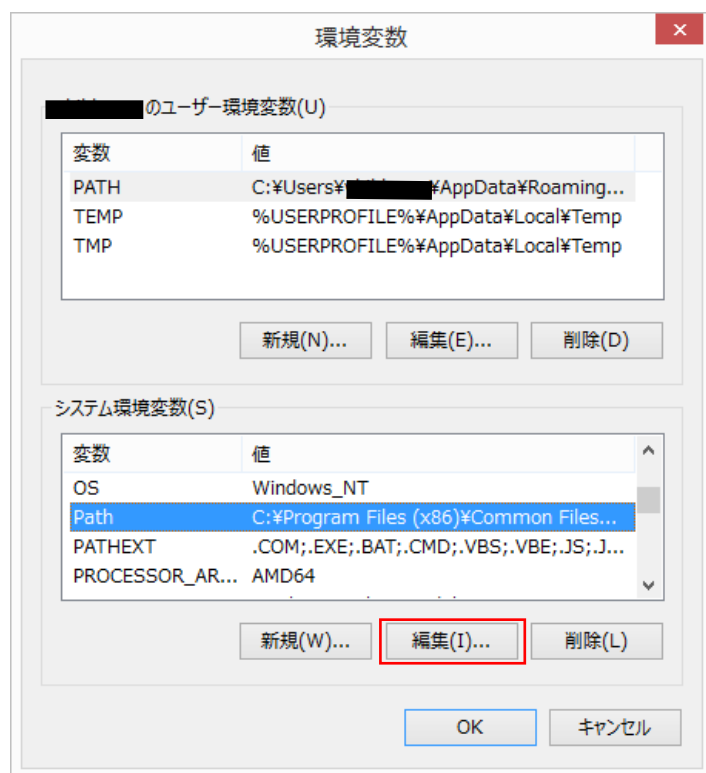 環境変数
のユーザー環境変数(U)
変数 値
PATH C:¥Users¥ ¥AppData¥Roaming...
TEMP %USERPROFILE%¥AppData¥Local¥Temp
TMP %USERPROFILE%¥AppData¥Local¥Temp
新規(N)... 編集(E)... 削除(D)
システム環境変数(S)
変数 値
OS Windows_NT
Path C:¥Program Files (x86)¥Common Files...
PATHEXT .COM;.EXE;.BAT;.CMD;.VBS;.VBE;.JS;.J...
PROCESSOR_AR... AMD64
新規(W)... 編集(I)... 削除(L)
OK キャンセル